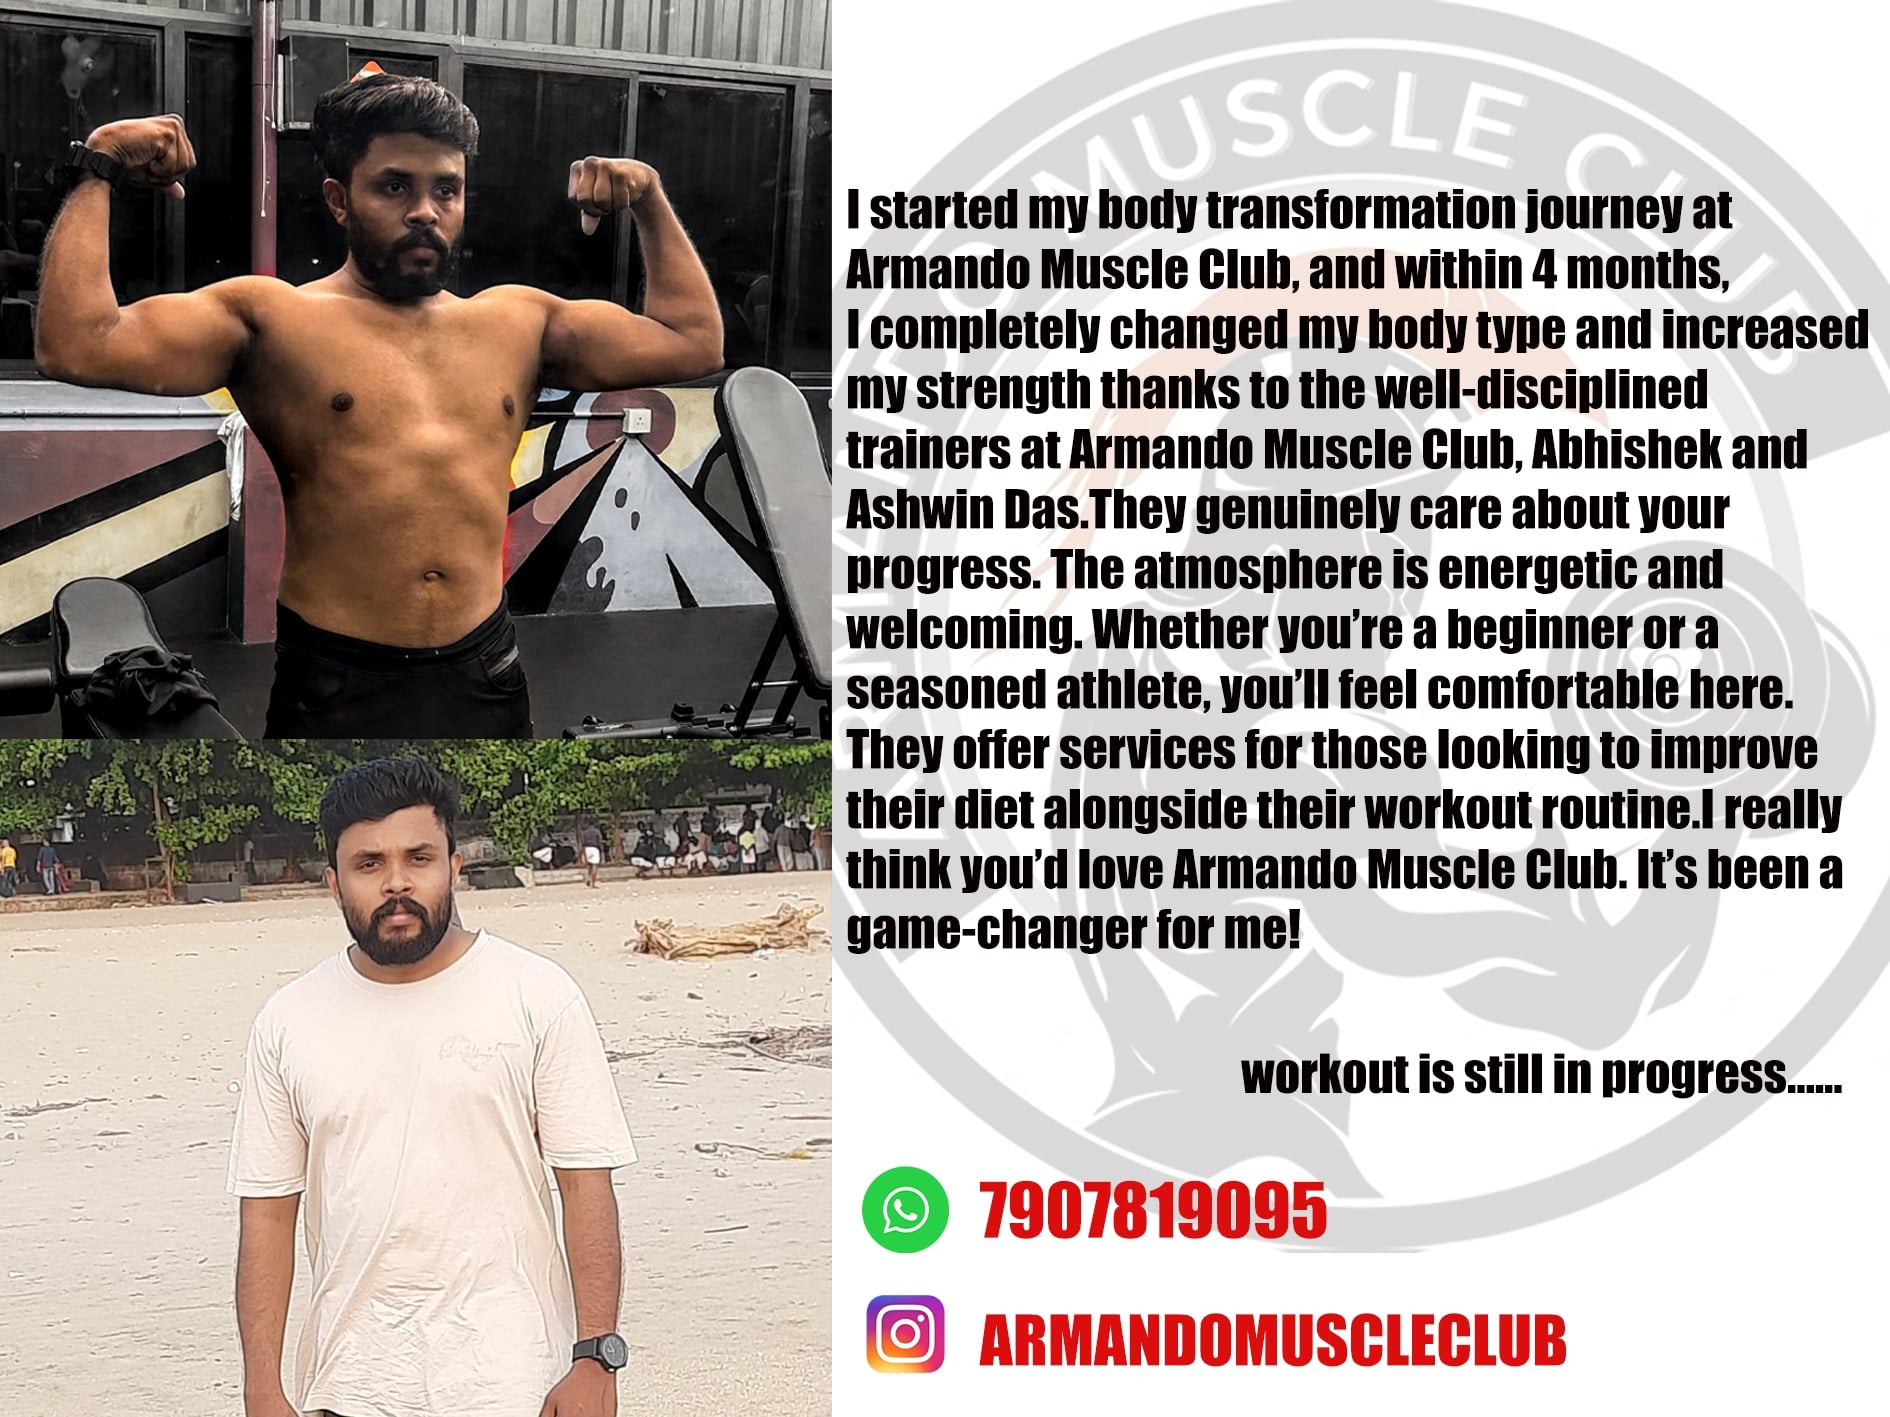 ARMANDO MUSCLE CLUB
I started my body transformation journey at
Armando Muscle Club, and within 4 months,
I completely changed my body type and increased
my strength thanks to the well-disciplined
trainers at Armando Muscle Club, Abhishek and
Ashwin Das.They genuinely care about your
progress. The atmosphere is energetic and
welcoming. Whether you’re a beginner or a
seasoned athlete, you’ll feel comfortable here.
They offer services for those looking to improve
their diet alongside their workout routine.I really
think you’d love Armando Muscle Club. It’s been a
game-changer for me!
workout is still in progress......
7907819095
ARMANDOMUSCLECLUB